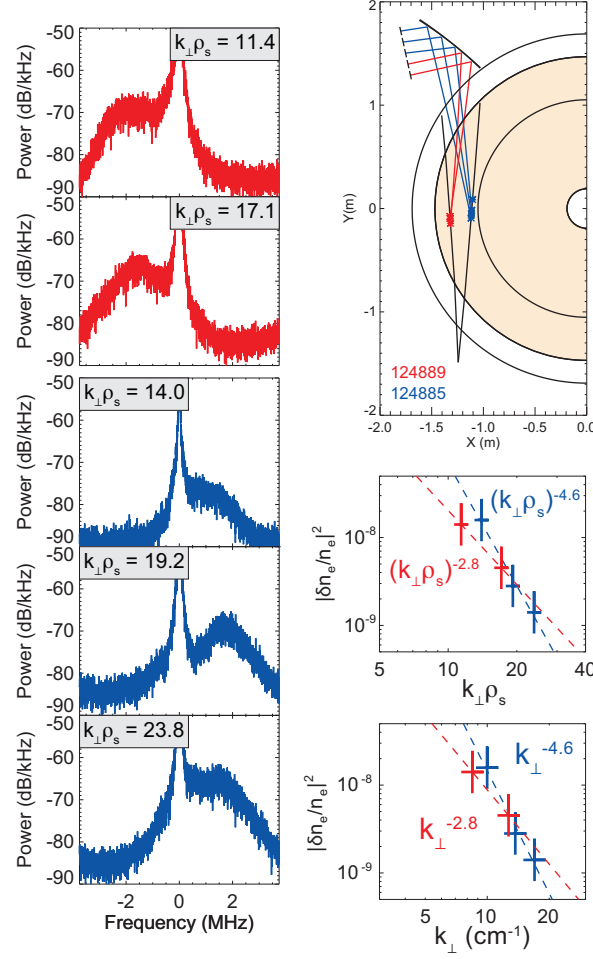 k⊥ρs = 11.4
Power (dB/kHz)
-50
-60
-70
-80
-90
k⊥ρs = 17.1
Power (dB/kHz)
-50
-60
-70
-80
-90
k⊥ρs = 14.0
Power (dB/kHz)
-50
-60
-70
-80
-90
k⊥ρs = 19.2
Power (dB/kHz)
-50
-60
-70
-80
-90
k⊥ρs = 23.8
Power (dB/kHz)
-50
-60
-70
-80
-90
-2 0 2
Frequency (MHz)
2
1
0
-1
-2
Y(m)
124889
124885
-2.0 -1.5 -1.0 -0.5 0.0
X (m)
|δne/ne|²
10⁻⁸
10⁻⁹
(k⊥ρs)⁻⁴·⁶
(k⊥ρs)⁻²·⁸
5 10 20 40
k⊥ρs
|δne/ne|²
10⁻⁸
10⁻⁹
k⊥⁻⁴·⁶
k⊥⁻²·⁸
5 10 20
k⊥ (cm⁻¹)